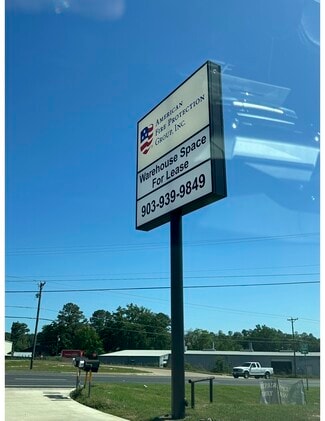 American
Fire Protection
Group, Inc.
Warehouse Space
For Lease
903-939-9849